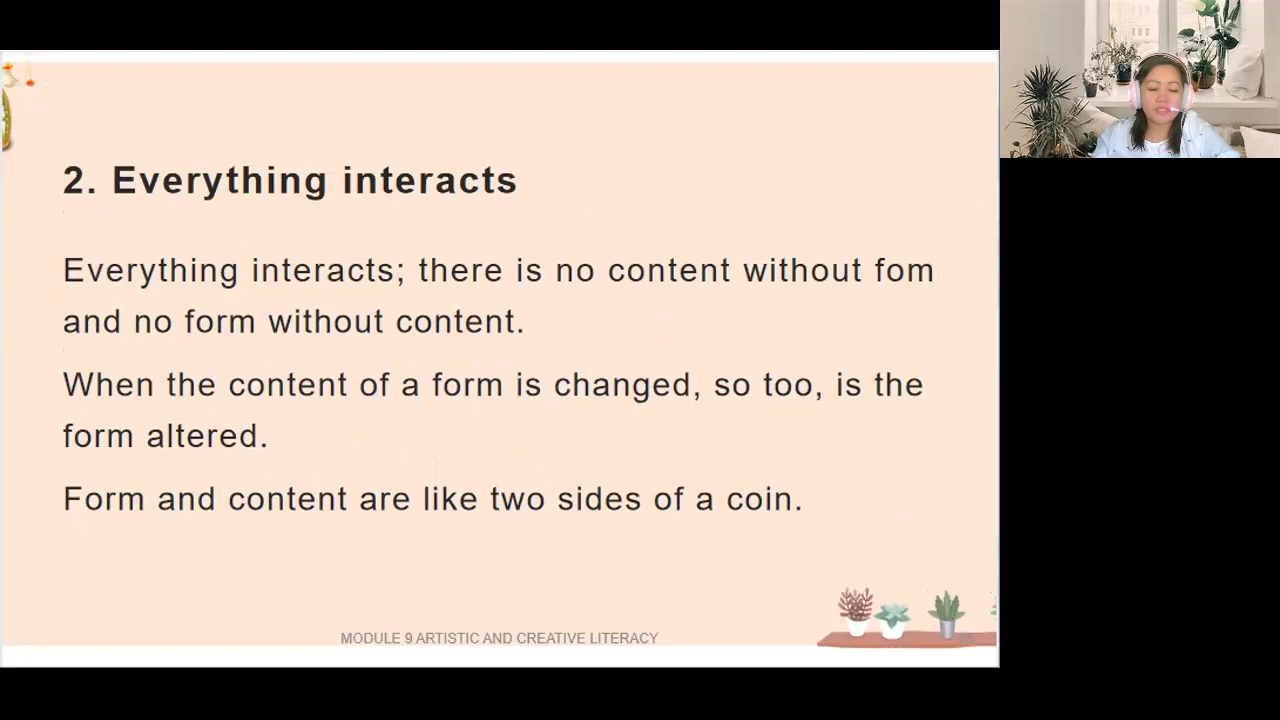 2. Everything interacts
Everything interacts; there is no content without fom
and no form without content.
When the content of a form is changed, so too, is the
form altered.
Form and content are like two sides of a coin.
MODULE 9 ARTISTIC AND CREATIVE LITERACY